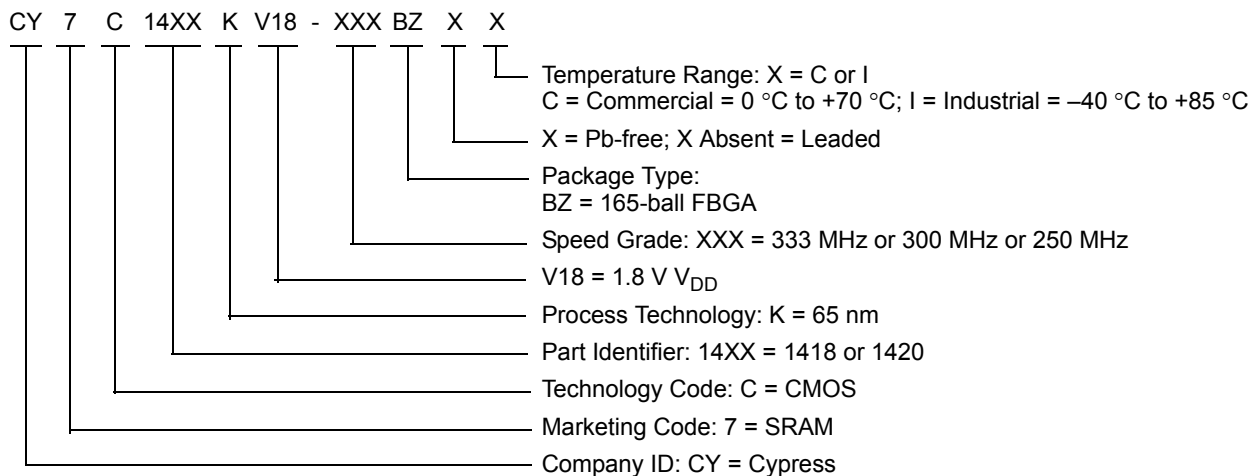 CY 7 C 14XX K V18 - XXX BZ X X
Temperature Range: X = C or I
C = Commercial = 0 °C to +70 °C; I = Industrial = –40 °C to +85 °C
X = Pb-free; X Absent = Leaded
Package Type:
BZ = 165-ball FBGA
Speed Grade: XXX = 333 MHz or 300 MHz or 250 MHz
V18 = 1.8 V VDD
Process Technology: K = 65 nm
Part Identifier: 14XX = 1418 or 1420
Technology Code: C = CMOS
Marketing Code: 7 = SRAM
Company ID: CY = Cypress